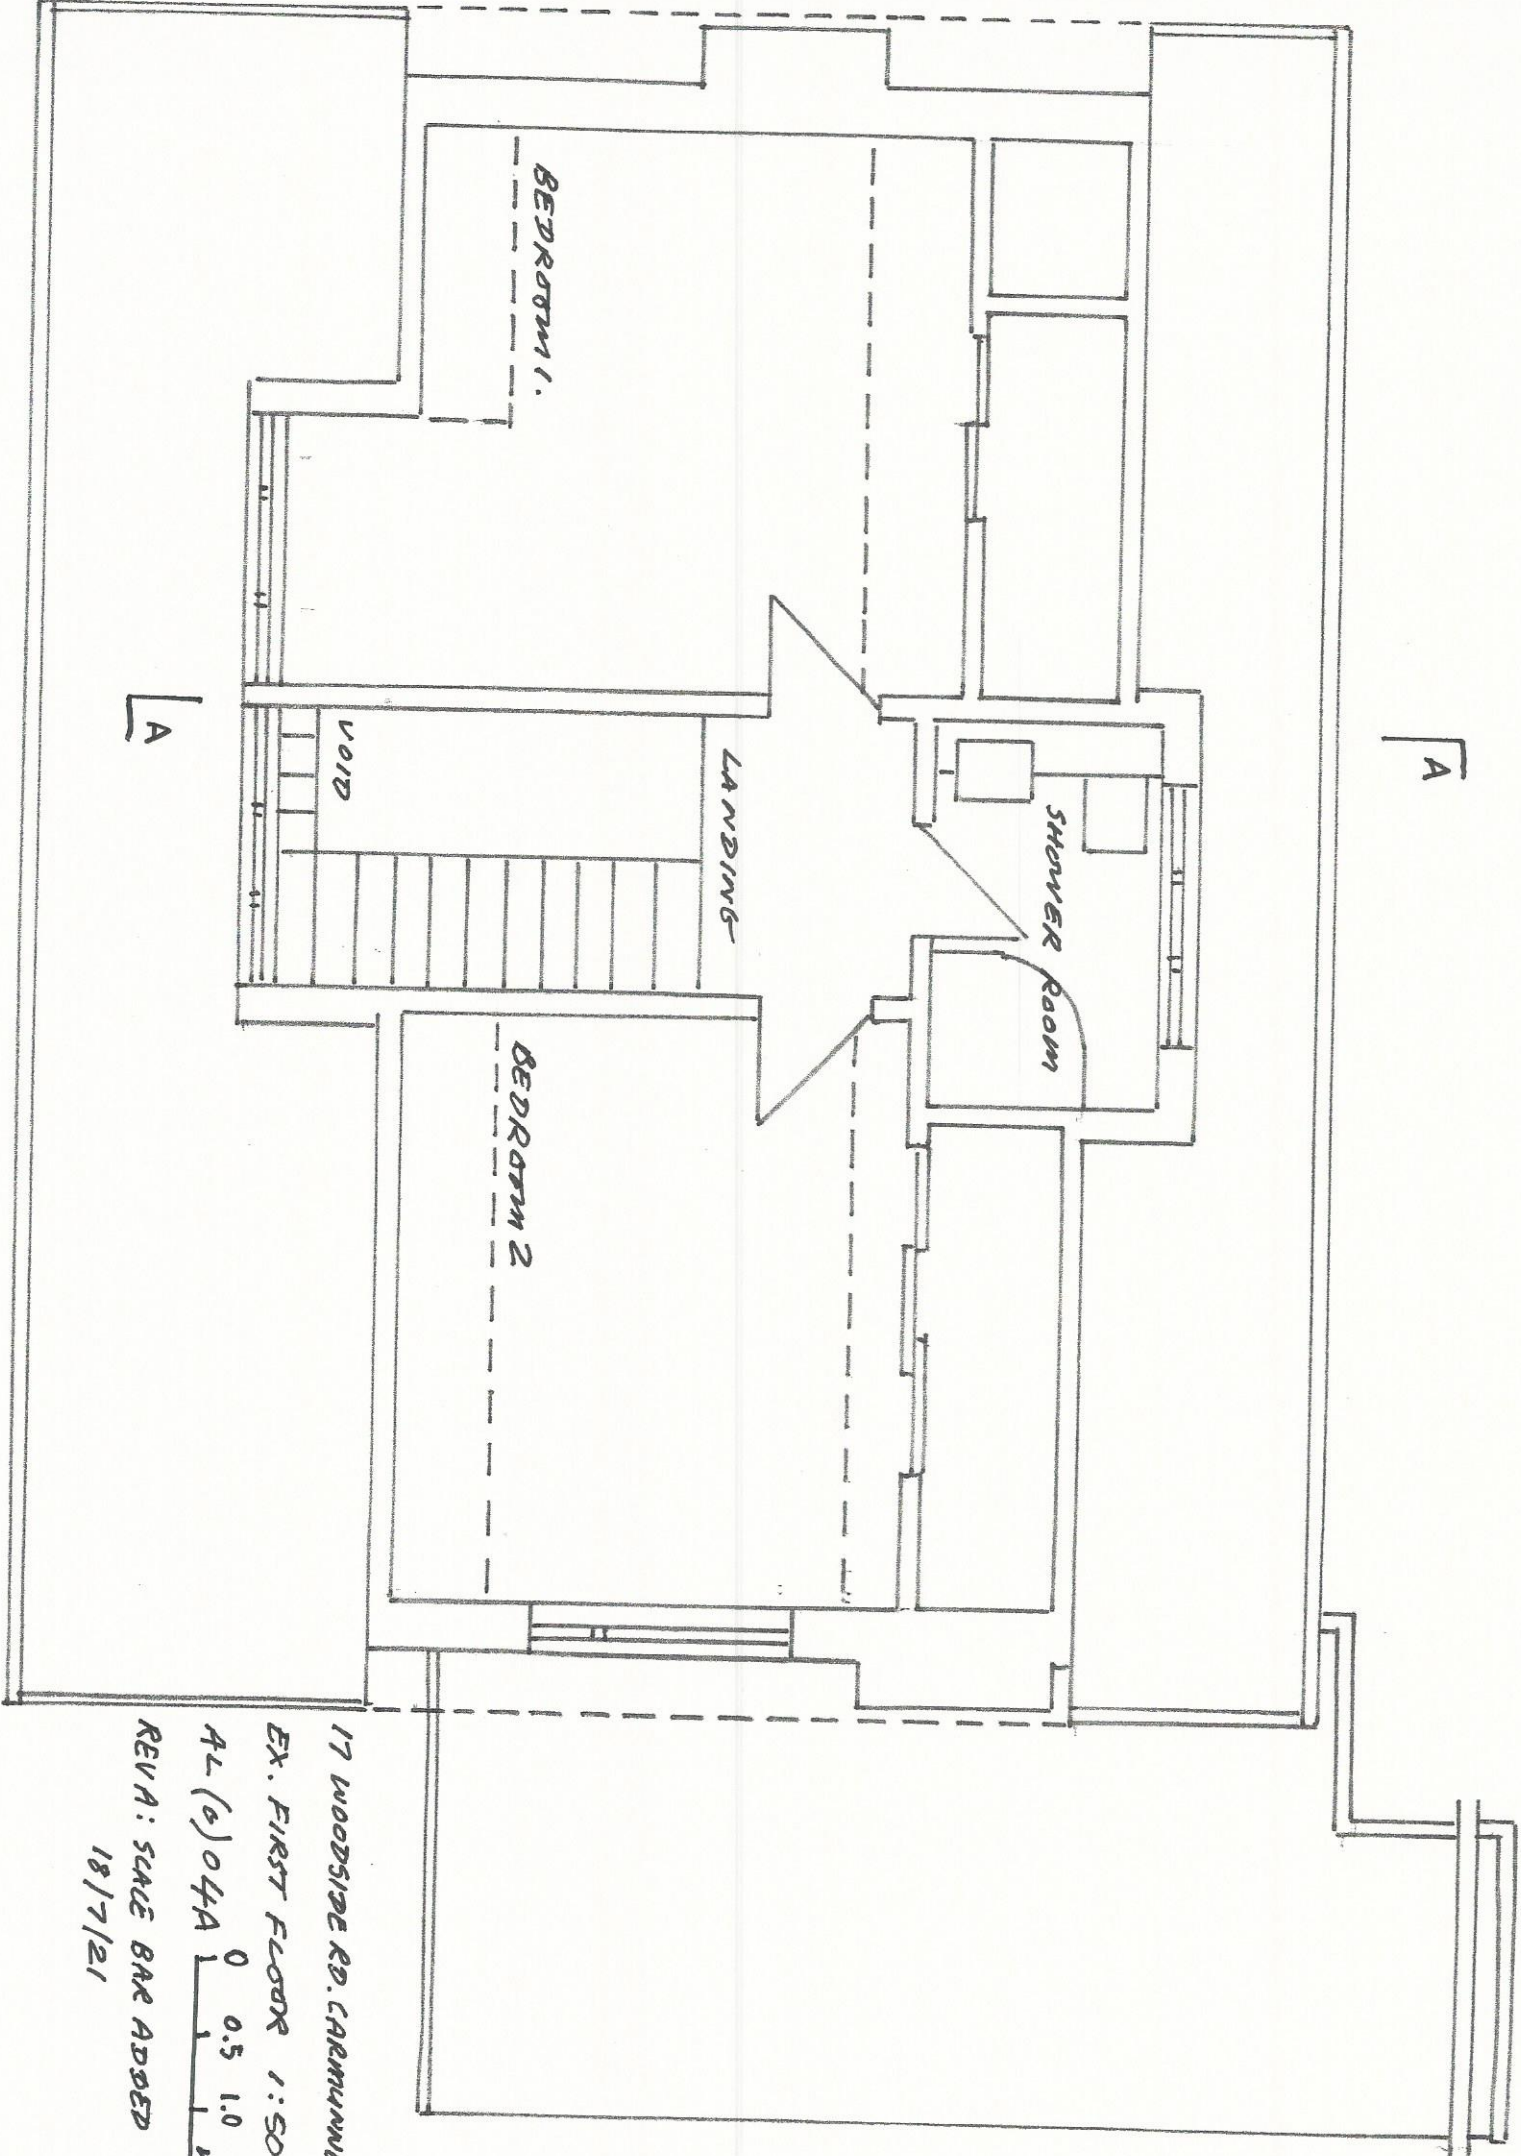 BEDROOM 1.
VOID
LANDING
SHOWER ROOM
BEDROOM 2
A
A
17 WOODSIDE RD.
EX. FIRST FLOOR 1:50
AL(0)04A 0 0.5 1.0
REV A: SCALE BAR ADDED
18/7/21